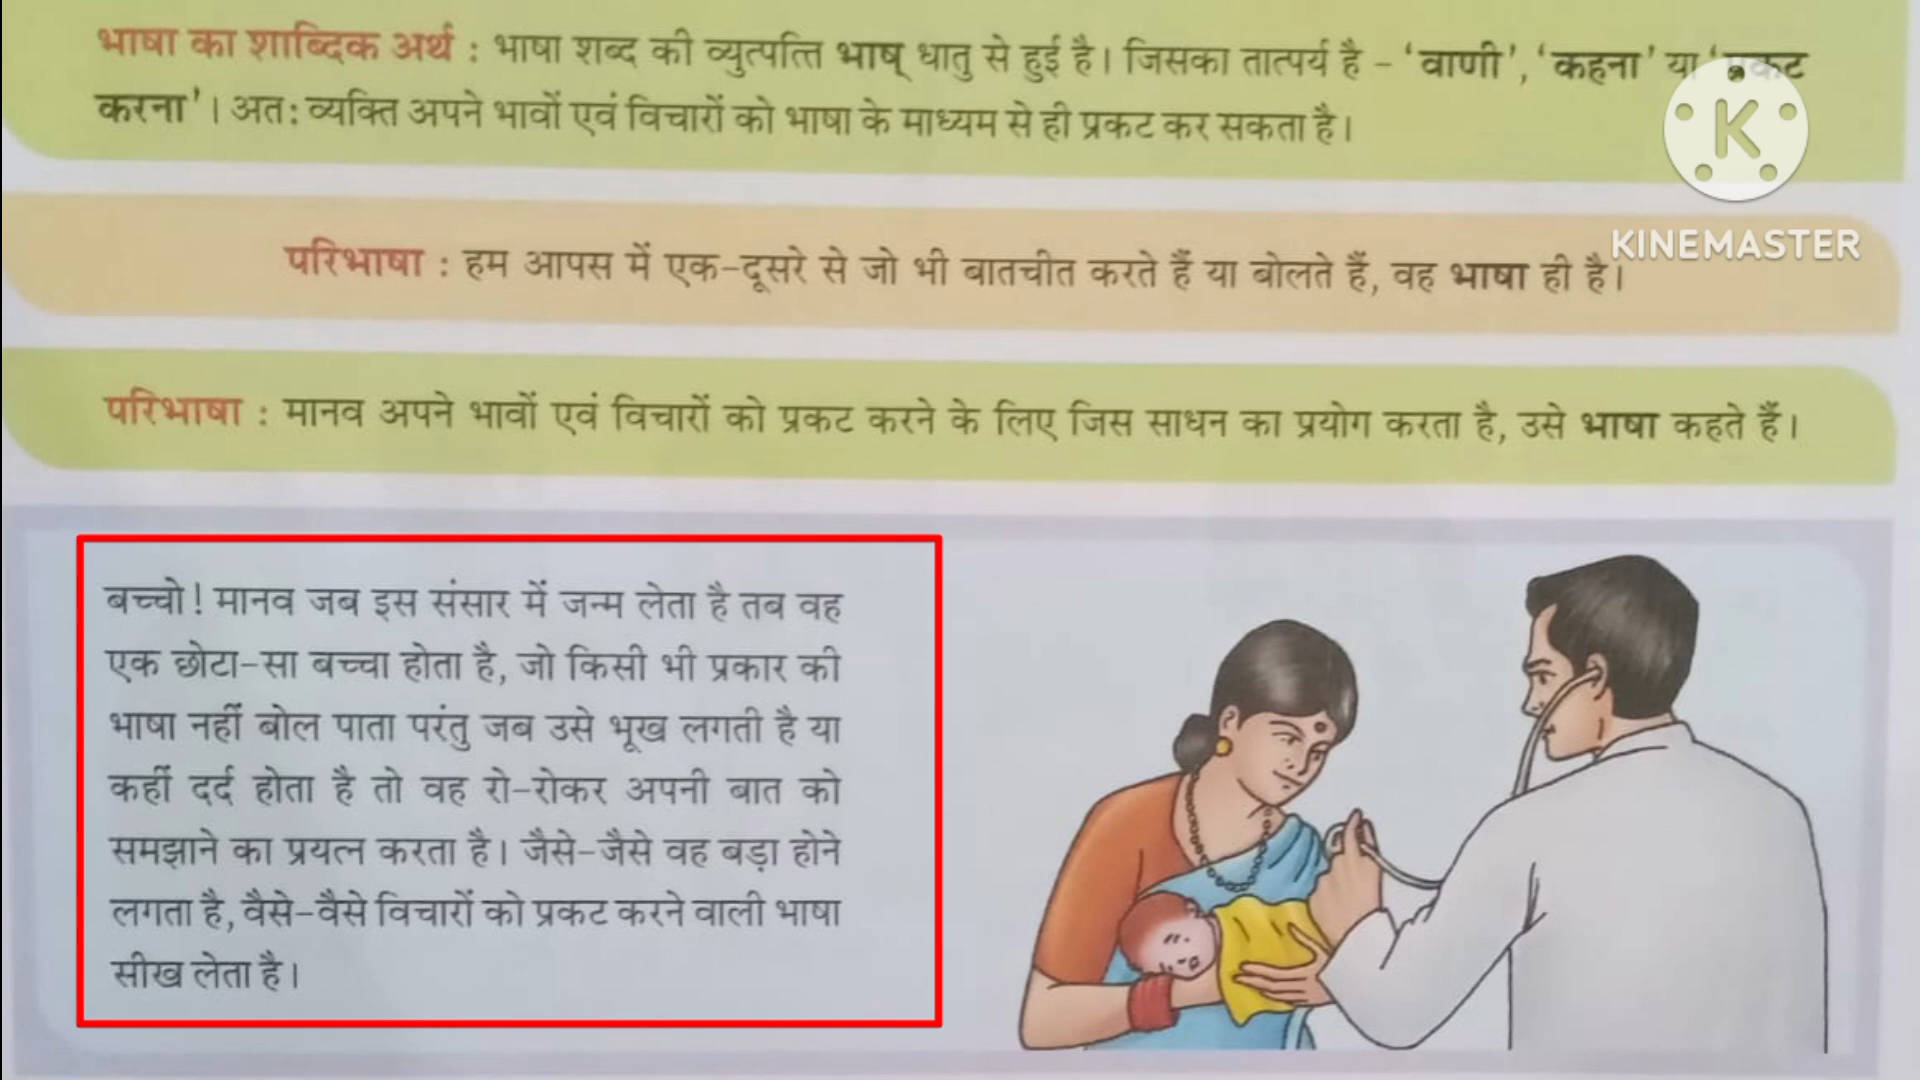 भाषा का शाब्दिक अर्थ : भाषा शब्द की व्युत्पत्ति भाष् धातु से हुई है। जिसका तात्पर्य है - 'वाणी', 'कहना' या 'प्रकट
करना'। अत: व्यक्ति अपने भावों एवं विचारों को भाषा के माध्यम से ही प्रकट कर सकता है।
K
KINEMASTER
परिभाषा : हम आपस में एक-दूसरे से जो भी बातचीत करते हैं या बोलते हैं, वह भाषा ही है।
परिभाषा : मानव अपने भावों एवं विचारों को प्रकट करने के लिए जिस साधन का प्रयोग करता है, उसे भाषा कहते हैं।
बच्चो! मानव जब इस संसार में जन्म लेता है तब वह
एक छोटा-सा बच्चा होता है, जो किसी भी प्रकार की
भाषा नहीं बोल पाता परंतु जब उसे भूख लगती है या
कहीं दर्द होता है तो वह रो-रोकर अपनी बात को
समझाने का प्रयत्न करता है। जैसे-जैसे वह बड़ा होने
लगता है, वैसे-वैसे विचारों को प्रकट करने वाली भाषा
सीख लेता है।